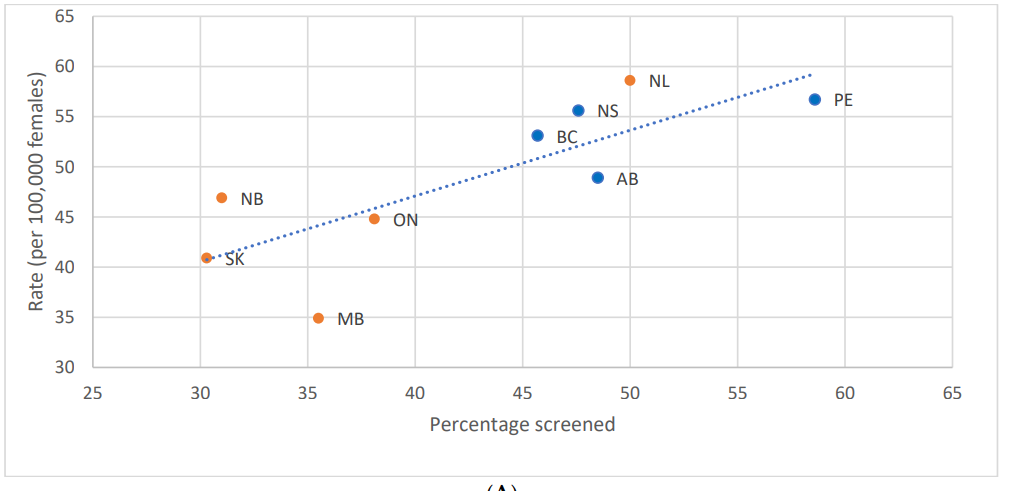 65
60
55
50
45
40
35
30
Rate (per 100,000 females)
NL
PE
NS
BC
AB
NB
ON
SK
MB
25 30 35 40 45 50 55 60 65
Percentage screened
(A)